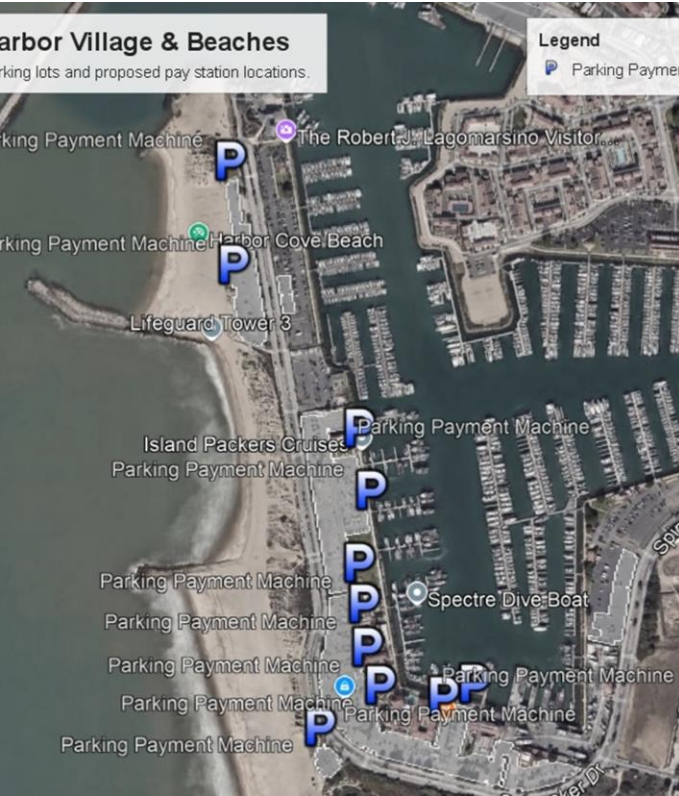 arbor Village & Beaches
rking lots and proposed pay station locations.
Legend
P Parking Paymen
rking Payment Machine
P
The Robert J. Lagomarsino Visitor...
rking Payment Machine
Harbor Cove Beach
P
Lifeguard Tower 3
P
Parking Payment Machine
Island Packers Cruises
Parking Payment Machine
P
P
Parking Payment Machine
P
Spectre Dive Boat
Parking Payment Machine
P
Parking Payment Machine
P
Parking Payment Machine
P
P
Parking Payment Machine
Parking Payment Machine
P
Parking Payment Machine
Spin
ker Dr